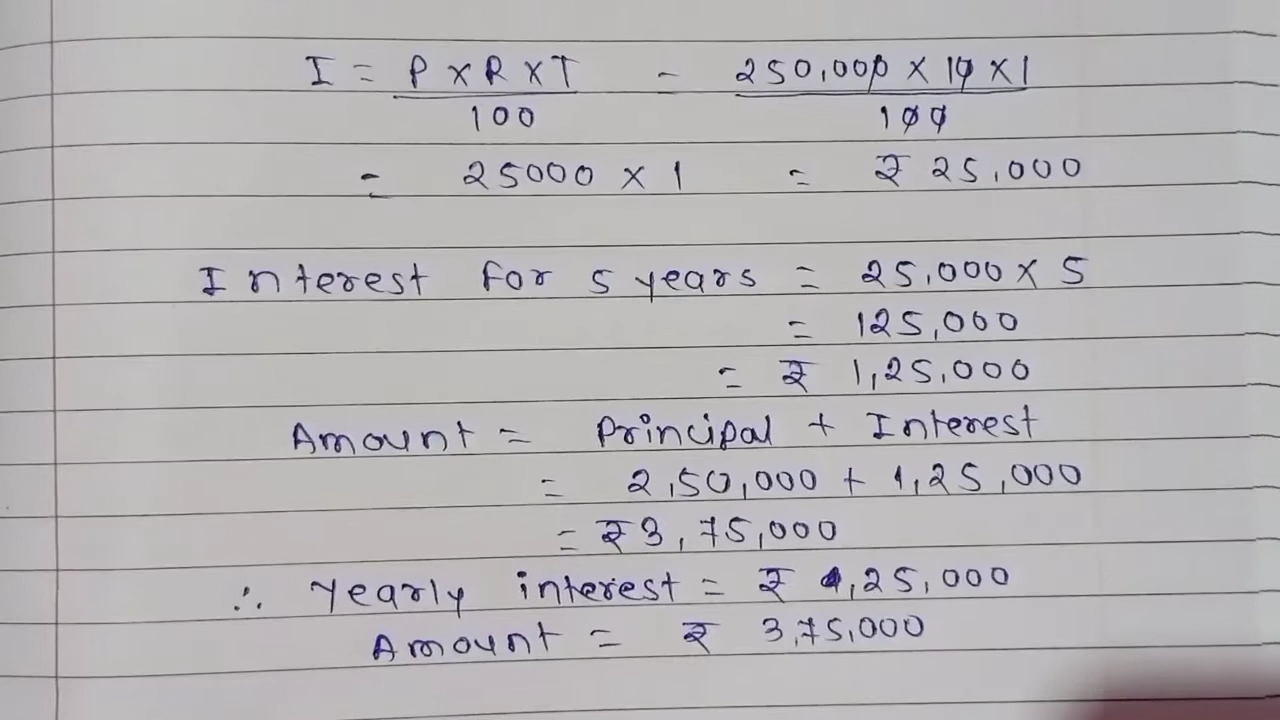 I = P × R × T - 250,000 × 10 × 1
100 100
= 25000 × 1 = ₹ 25,000
Interest for 5 years = 25,000 × 5
= 125,000
= ₹ 1,25,000
Amount = Principal + Interest
= 2,50,000 + 1,25,000
= ₹3,75,000
∴ Yearly interest = ₹ 1,25,000
Amount = ₹ 3,75,000